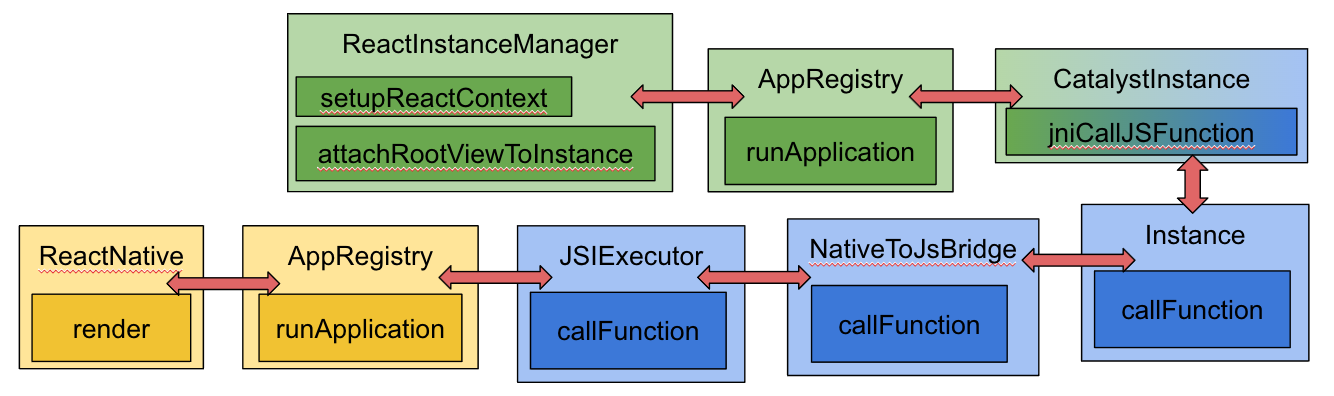 ReactInstanceManager
setupReactContext
attachRootViewToInstance
AppRegistry
runApplication
CatalystInstance
jniCallJSFunction
ReactNative
render
AppRegistry
runApplication
JSIExecutor
callFunction
NativeToJsBridge
callFunction
Instance
callFunction